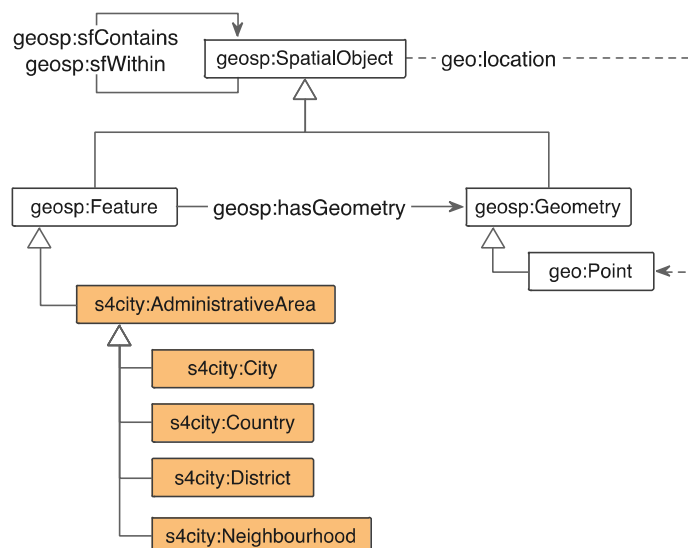 geosp:sfContains
geosp:sfWithin
geosp:SpatialObject
geo:location
geosp:Feature
geosp:hasGeometry
geosp:Geometry
geo:Point
s4city:AdministrativeArea
s4city:City
s4city:Country
s4city:District
s4city:Neighbourhood